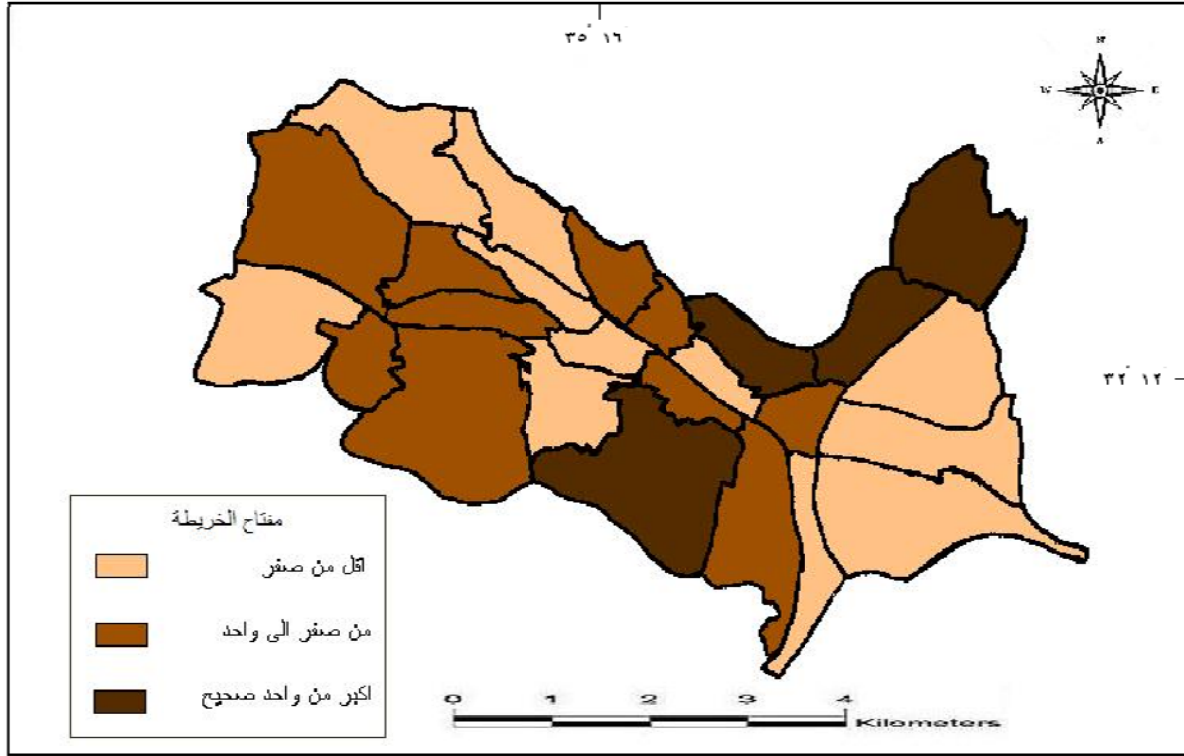 ٣٥° ١٦
N
W E
S
٣٢° ١٢
مفتاح الخريطة
اقل من صفر
من صفر الى واحد
اكبر من واحد صحيح
0 1 2 3 4
Kilometers